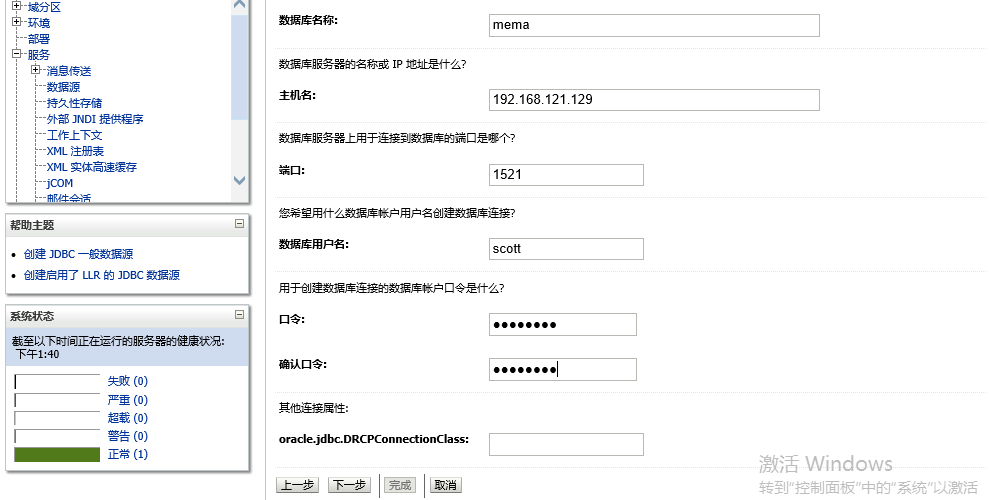 域分区
环境
部署
服务
消息传送
数据源
持久性存储
外部 JNDI 提供程序
工作上下文
XML 注册表
XML 实体高速缓存
jCOM
邮件会话
帮助主题
创建 JDBC 一般数据源
创建启用了 LLR 的 JDBC 数据源
系统状态
截至以下时间正在运行的服务器的健康状况:
下午1:40
失败 (0)
严重 (0)
超载 (0)
警告 (0)
正常 (1)
数据库名称: mema
数据库服务器的名称或 IP 地址是什么?
主机名: 192.168.121.129
数据库服务器上用于连接到数据库的端口是哪个?
端口: 1521
您希望用什么数据库帐户用户名创建数据库连接?
数据库用户名: scott
用于创建数据库连接的数据库帐户口令是什么?
口令: ●●●●●●●●
确认口令: ●●●●●●●●
其他连接属性:
oracle.jdbc.DRCPConnectionClass:
上一步 下一步 完成 取消
激活 Windows
转到"控制面板"中的"系统"以激活